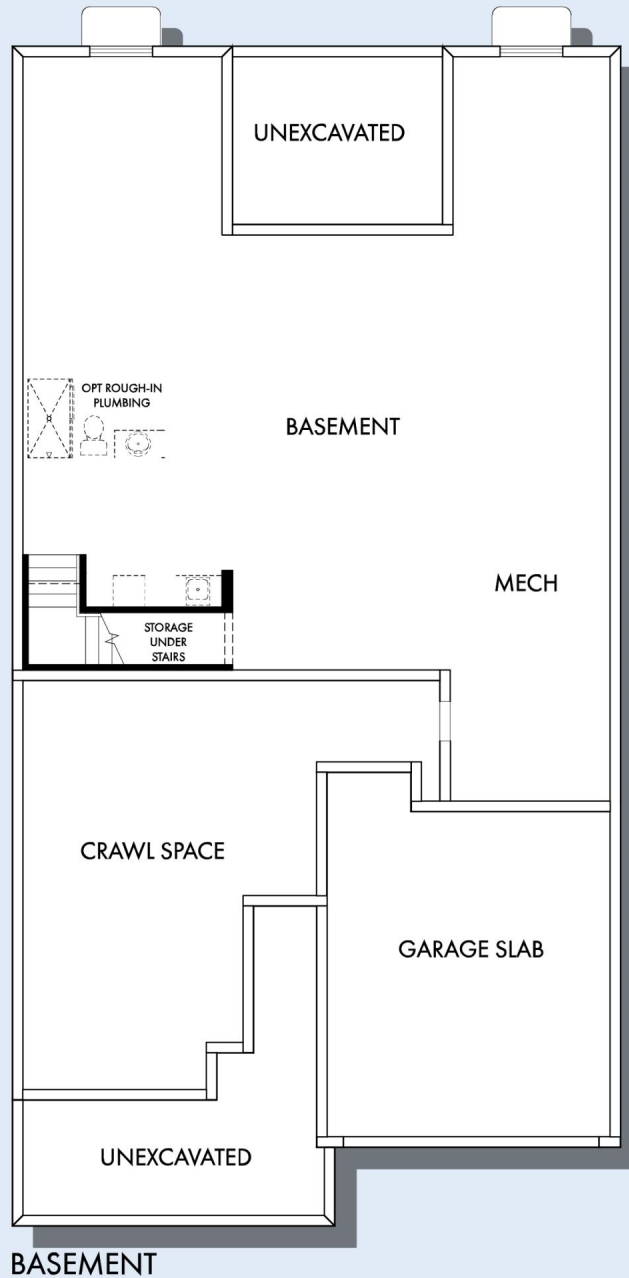 UNEXCAVATED
OPT ROUGH-IN
PLUMBING
BASEMENT
MECH
STORAGE
UNDER
STAIRS
CRAWL SPACE
GARAGE SLAB
UNEXCAVATED
BASEMENT